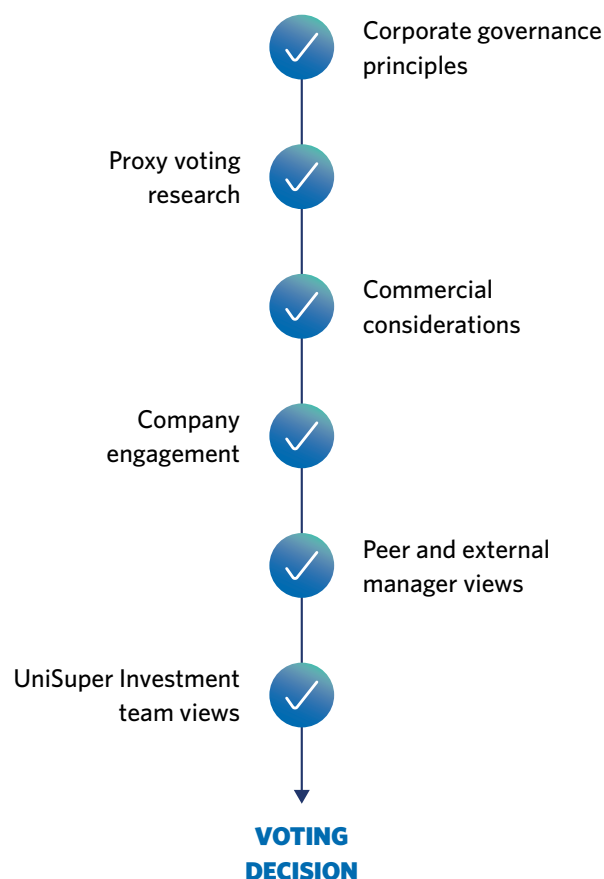 Corporate governance
principles
Proxy voting
research
Commercial
considerations
Company
engagement
Peer and external
manager views
UniSuper Investment
team views
VOTING
DECISION